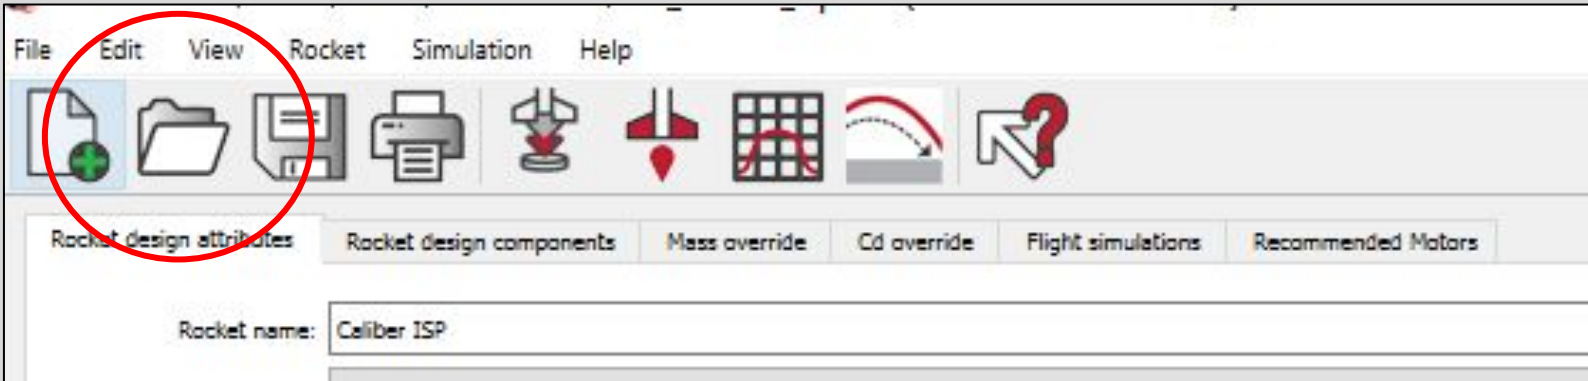 File Edit View Rocket Simulation Help
?
Rocket design attributes Rocket design components Mass override Cd override Flight simulations Recommended Motors
Rocket name: Caliber ISP